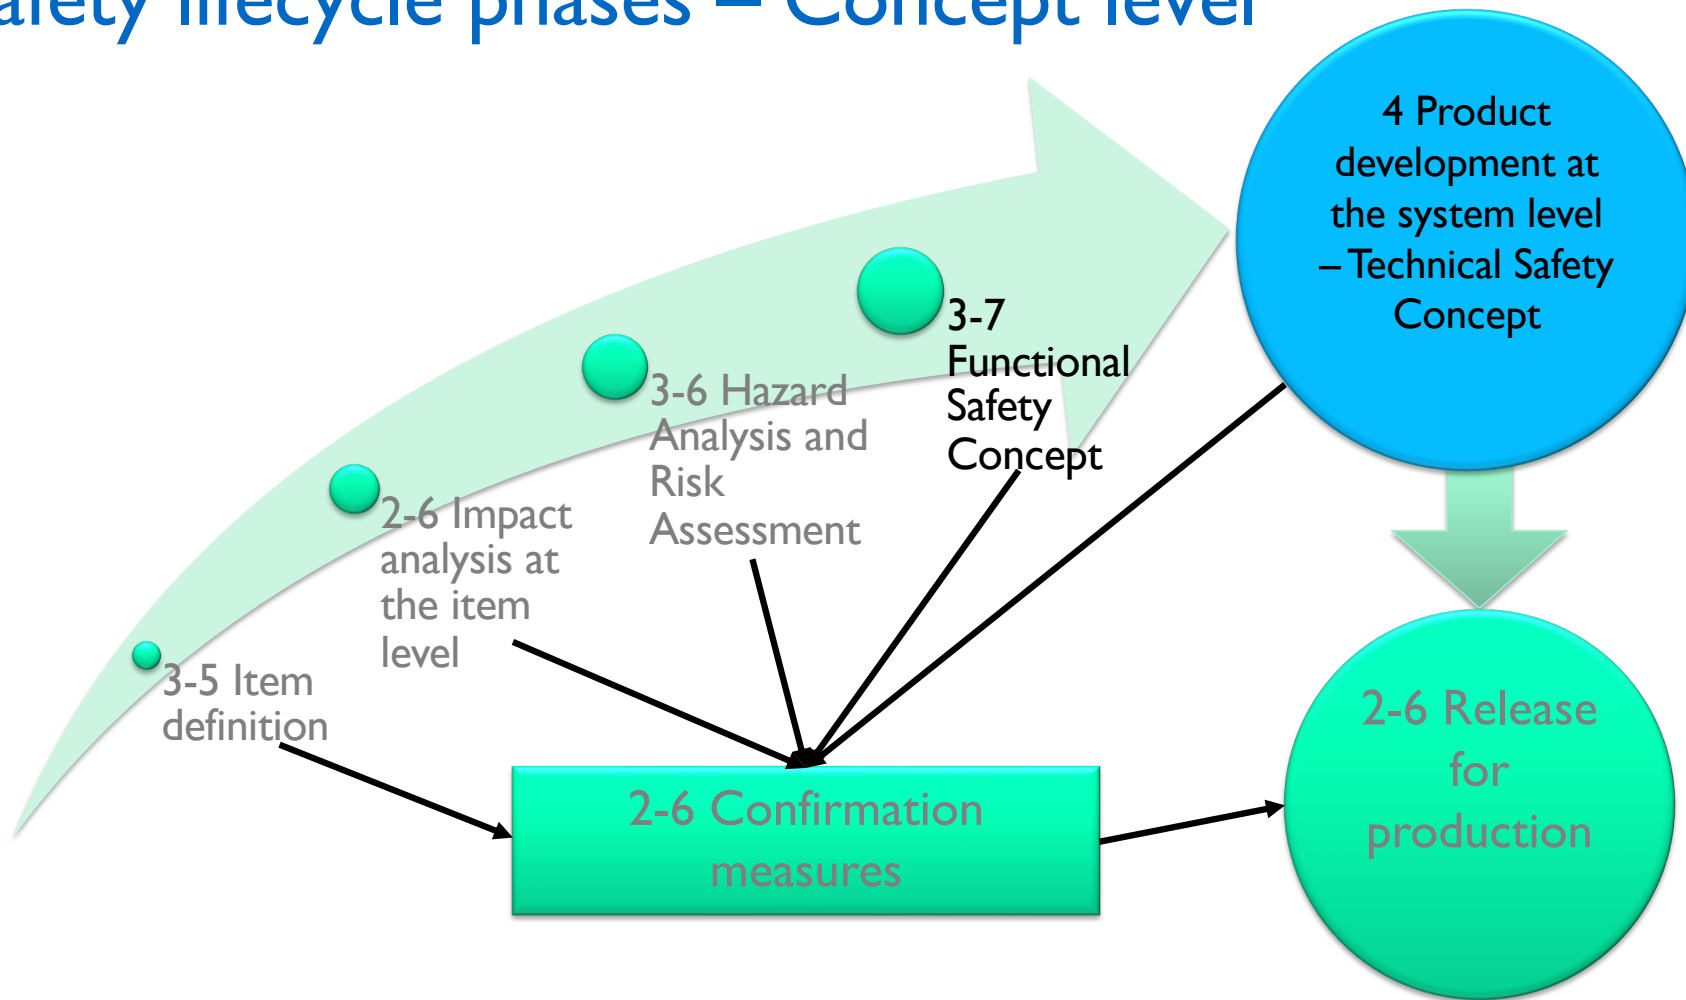 afety lifecycle phases – Concept level
4 Product
development at
the system level
– Technical Safety
Concept
3-7
Functional
Safety
Concept
3-6 Hazard
Analysis and
Risk
Assessment
2-6 Impact
analysis at
the item
level
3-5 Item
definition
2-6 Confirmation
measures
2-6 Release
for
production